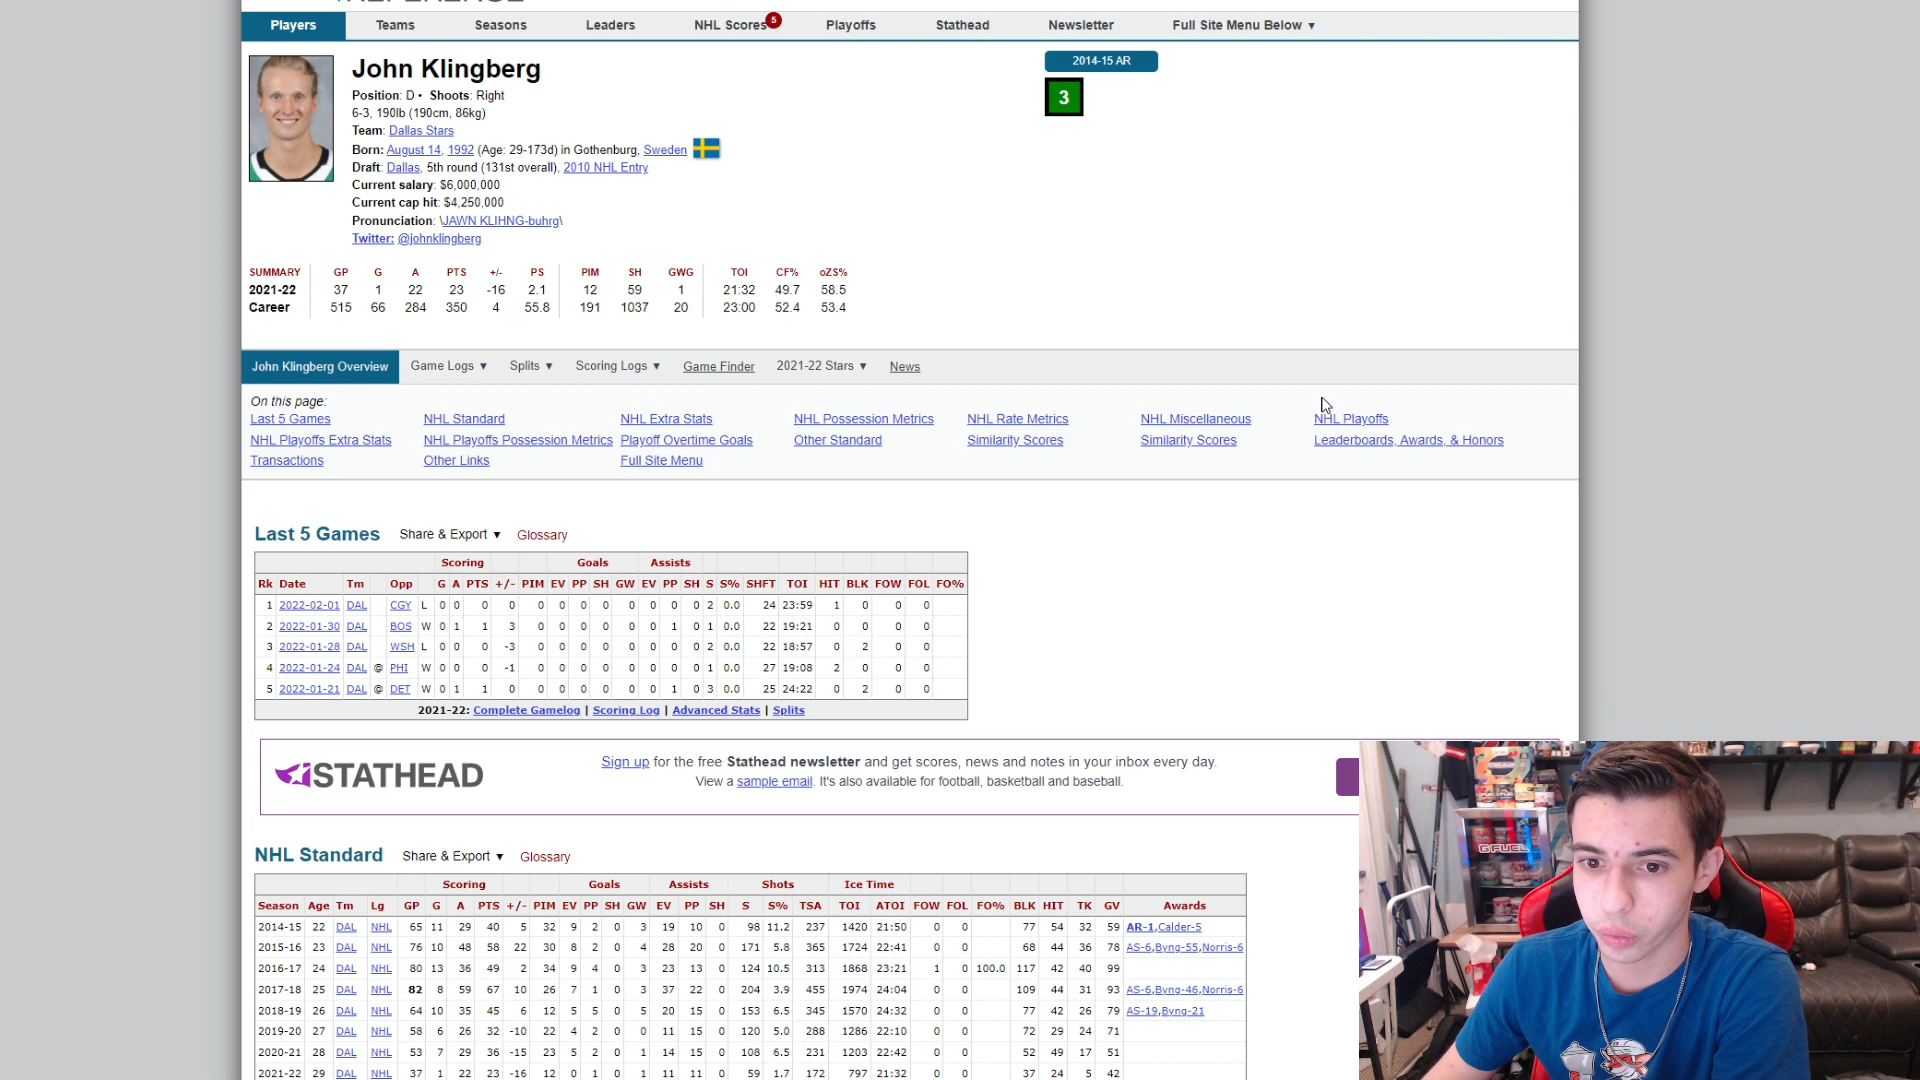 Players Teams Seasons Leaders NHL Scores 5 Playoffs Stathead Newsletter Full Site Menu Below ▼
John Klingberg
2014-15 AR
3
Position: D • Shoots: Right
6-3, 190lb (190cm, 86kg)
Team: Dallas Stars
Born: August 14, 1992 (Age: 29-173d) in Gothenburg, Sweden
Draft: Dallas, 5th round (131st overall), 2010 NHL Entry
Current salary: $6,000,000
Current cap hit: $4,250,000
Pronunciation: \JAWN KLIHNG-buhrg\
Twitter: @johnklingberg
SUMMARY GP G A PTS +/- PS PIM SH GWG TOI CF% oZS%
2021-22 37 1 22 23 -16 2.1 12 59 1 21:32 49.7 58.5
Career 515 66 284 350 4 55.8 191 1037 20 23:00 52.4 53.4
John Klingberg Overview Game Logs ▼ Splits ▼ Scoring Logs ▼ Game Finder 2021-22 Stars ▼ News
On this page:
Last 5 Games NHL Standard NHL Extra Stats NHL Possession Metrics NHL Rate Metrics NHL Miscellaneous NHL Playoffs
NHL Playoffs Extra Stats NHL Playoffs Possession Metrics Playoff Overtime Goals Other Standard Similarity Scores Similarity Scores Leaderboards, Awards, & Honors
Transactions Other Links Full Site Menu
Last 5 Games Share & Export ▼ Glossary
Scoring Goals Assists
Rk Date Tm Opp G A PTS +/- PIM EV PP SH GW EV PP SH S S% SHFT TOI HIT BLK FOW FOL FO%
1 2022-02-01 DAL CGY L 0 0 0 0 0 0 0 0 0 0 0 0 2 0.0 24 23:59 1 0 0 0
2 2022-01-30 DAL BOS W 0 1 1 3 0 0 0 0 0 0 1 0 1 0.0 22 19:21 0 0 0 0
3 2022-01-28 DAL WSH L 0 0 0 -3 0 0 0 0 0 0 0 0 2 0.0 22 18:57 0 2 0 0
4 2022-01-24 DAL @ PHI W 0 0 0 -1 0 0 0 0 0 0 0 0 1 0.0 27 19:08 2 0 0 0
5 2022-01-21 DAL @ DET W 0 1 1 0 0 0 0 0 0 0 1 0 3 0.0 25 24:22 0 2 0 0
2021-22: Complete Gamelog | Scoring Log | Advanced Stats | Splits
STATHEAD
Sign up for the free Stathead newsletter and get scores, news and notes in your inbox every day.
View a sample email. It's also available for football, basketball and baseball.
NHL Standard Share & Export ▼ Glossary
Scoring Goals Assists Shots Ice Time
Season Age Tm Lg GP G A PTS +/- PIM EV PP SH GW EV PP SH S S% TSA TOI ATOI FOW FOL FO% BLK HIT TK GV Awards
2014-15 22 DAL NHL 65 11 29 40 5 32 9 2 0 3 19 10 0 98 11.2 237 1420 21:50 0 0 77 54 32 59 AR-1,Calder-5
2015-16 23 DAL NHL 76 10 48 58 22 30 8 2 0 4 28 20 0 171 5.8 365 1724 22:41 0 0 68 44 36 78 AS-6,Byng-55,Norris-6
2016-17 24 DAL NHL 80 13 36 49 2 34 9 4 0 3 23 13 0 124 10.5 313 1868 23:21 1 0 100.0 117 42 40 99
2017-18 25 DAL NHL 82 8 59 67 10 26 7 1 0 3 37 22 0 204 3.9 455 1974 24:04 0 0 109 44 31 93 AS-6,Byng-46,Norris-6
2018-19 26 DAL NHL 64 10 35 45 6 12 5 5 0 5 20 15 0 153 6.5 345 1570 24:32 0 0 77 42 26 79 AS-19,Byng-21
2019-20 27 DAL NHL 58 6 26 32 -10 22 4 2 0 0 11 15 0 120 5.0 288 1286 22:10 0 0 72 29 24 71
2020-21 28 DAL NHL 53 7 29 36 -15 23 5 2 0 1 14 15 0 108 6.5 231 1203 22:42 0 0 52 49 17 51
2021-22 29 DAL NHL 37 1 22 23 -16 12 0 1 0 1 11 11 0 59 1.7 172 797 21:32 0 0 37 24 5 42
GFUEL